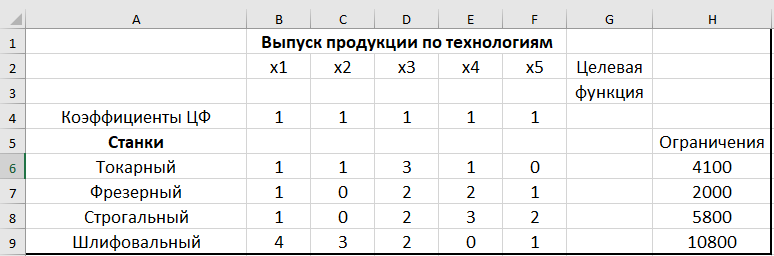 A B C D E F G H
1 Выпуск продукции по технологиям
2 x1 x2 x3 x4 x5 Целевая
3 функция
4 Коэффициенты ЦФ 1 1 1 1 1
5 Станки Ограничения
6 Токарный 1 1 3 1 0 4100
7 Фрезерный 1 0 2 2 1 2000
8 Строгальный 1 0 2 3 2 5800
9 Шлифовальный 4 3 2 0 1 10800